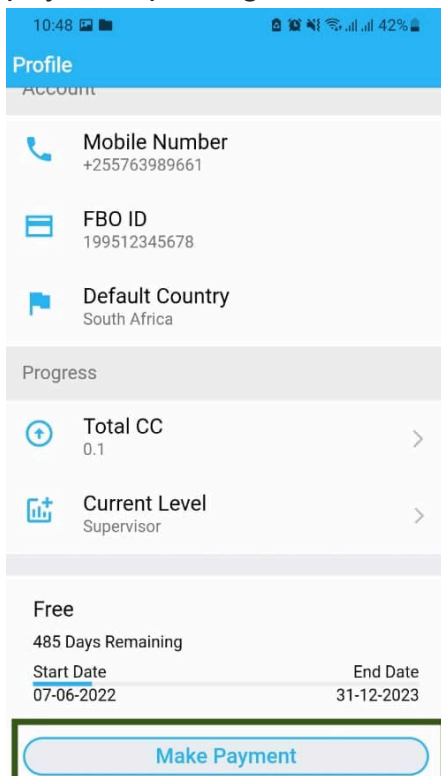 10:48 42%
Profile
Account
Mobile Number
+255763989661
FBO ID
199512345678
Default Country
South Africa
Progress
Total CC
0.1
Current Level
Supervisor
Free
485 Days Remaining
Start Date End Date
07-06-2022 31-12-2023
Make Payment